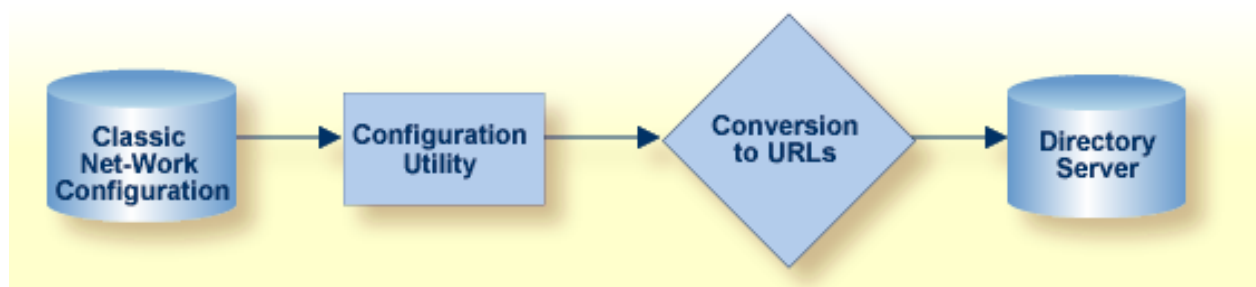 Classic
Net-Work
Configuration
Configuration
Utility
Conversion
to URLs
Directory
Server